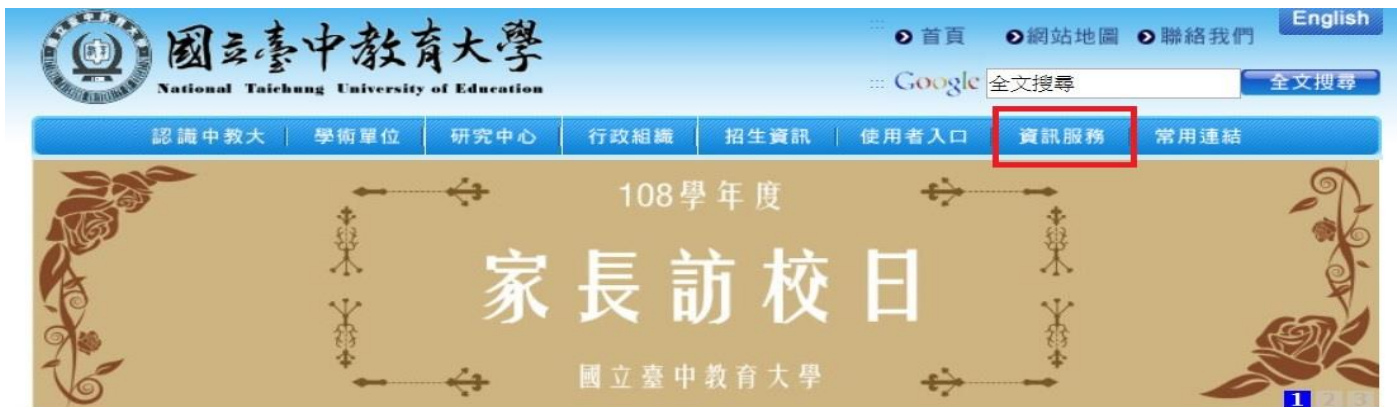 English
國立臺中教育大學
National Taichung University of Education
首頁 網站地圖 聯絡我們
Google 全文搜尋 全文搜尋
認識中教大 | 學術單位 | 研究中心 | 行政組織 | 招生資訊 | 使用者入口 | 資訊服務 | 常用連結
108學年度
家長訪校日
國立臺中教育大學
1 2 3